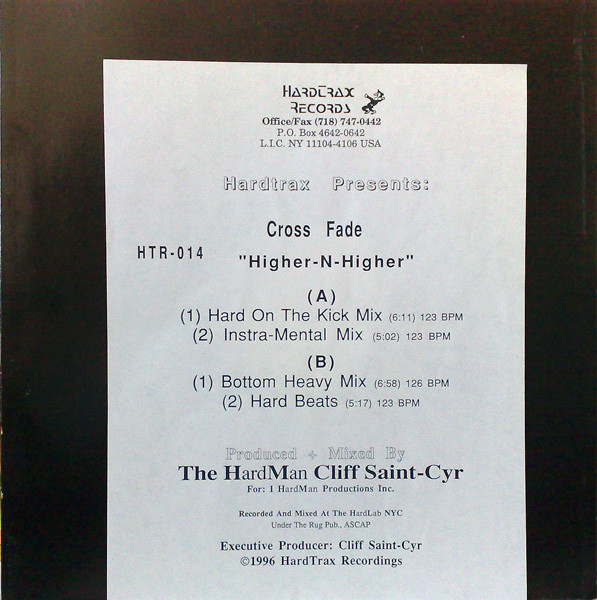 HARDTRAX
RECORDS
Office/Fax (718) 747-0442
P.O. Box 4642-0642
L.I.C. NY 11104-4106 USA
Hardtrax Presents:
Cross Fade
HTR-014
"Higher-N-Higher"
(A)
(1) Hard On The Kick Mix (6:11) 123 BPM
(2) Instra-Mental Mix (5:02) 123 BPM
(B)
(1) Bottom Heavy Mix (6:58) 126 BPM
(2) Hard Beats (5:17) 123 BPM
Produced + Mixed By
The HardMan Cliff Saint-Cyr
For: 1 HardMan Productions Inc.
Recorded And Mixed At The HardLab NYC
Under The Rug Pub., ASCAP
Executive Producer: Cliff Saint-Cyr
©1996 HardTrax Recordings